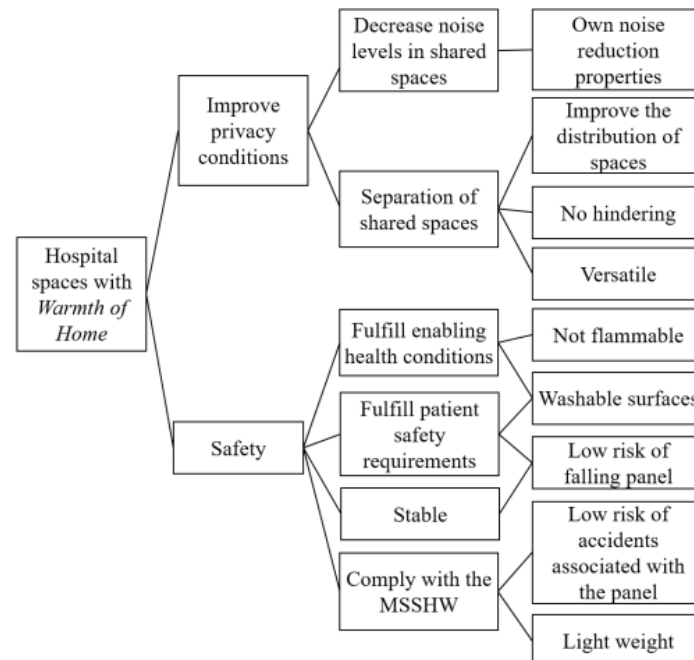 Decrease noise
levels in shared
spaces
Own noise
reduction
properties
Improve
privacy
conditions
Improve the
distribution of
spaces
Separation of
shared spaces
No hindering
Versatile
Hospital
spaces with
Warmth of
Home
Fulfill enabling
health conditions
Not flammable
Washable surfaces
Fulfill patient
safety
requirements
Safety
Low risk of
falling panel
Stable
Low risk of
accidents
associated with
the panel
Comply with the
MSSHW
Light weight